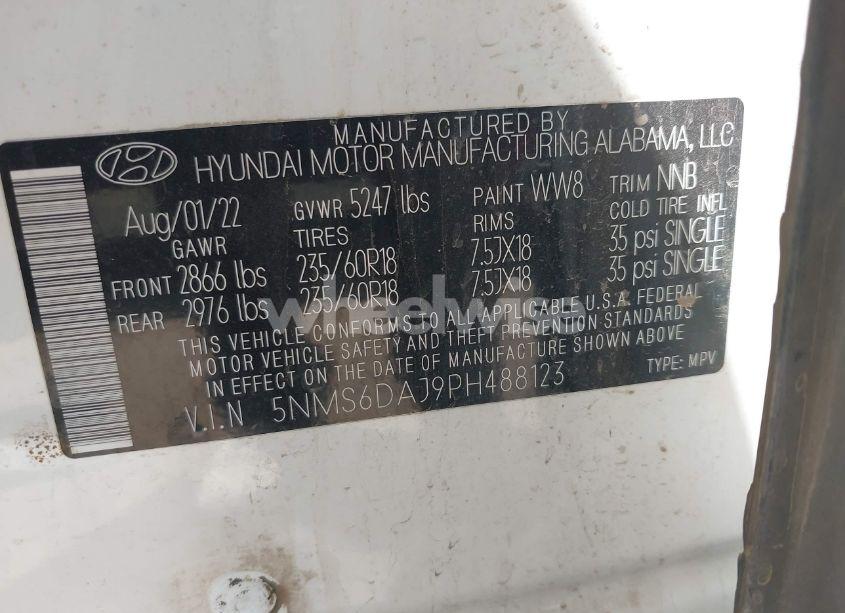 MANUFACTURED BY
HYUNDAI MOTOR MANUFACTURING ALABAMA, LLC
Aug/01/22 GVWR 5247 lbs PAINT WW8 TRIM NNB
GAWR TIRES RIMS COLD TIRE INFL
FRONT 2866 lbs 235/60R18 7.5JX18 35 psi SINGLE
REAR 2976 lbs 235/60R18 7.5JX18 35 psi SINGLE
THIS VEHICLE CONFORMS TO ALL APPLICABLE U.S.A. FEDERAL
MOTOR VEHICLE SAFETY AND THEFT PREVENTION STANDARDS
IN EFFECT ON THE DATE OF MANUFACTURE SHOWN ABOVE
V.I.N 5NMS6DAJ9PH488123 TYPE: MPV
wheelwise